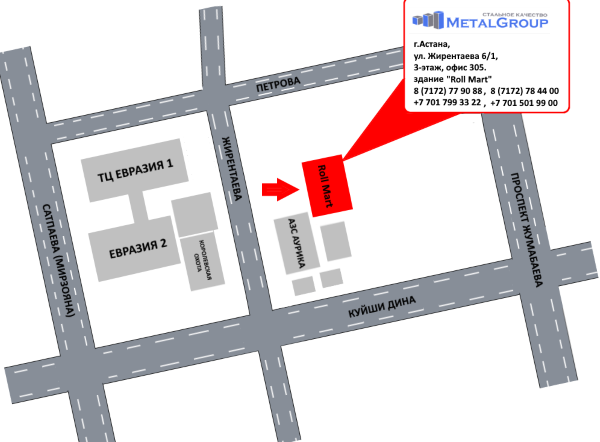 СТАЛЬНОЕ КАЧЕСТВО
METALGROUP
г.Астана,
ул. Жирентаева 6/1,
3-этаж, офис 305.
здание "Roll Mart"
8 (7172) 77 90 88 , 8 (7172) 78 44 00
+7 701 799 33 22 , +7 701 501 99 00
ПЕТРОВА
ЖИРЕНТАЕВА
ТЦ ЕВРАЗИЯ 1
ЕВРАЗИЯ 2
КОРОЛЕВСКАЯ
ОХОТА
Roll Mart
АЗС АУРИКА
САТПАЕВА (МИРЗОЯНА)
ПРОСПЕКТ ЖУМАБАЕВА
КУЙШИ ДИНА